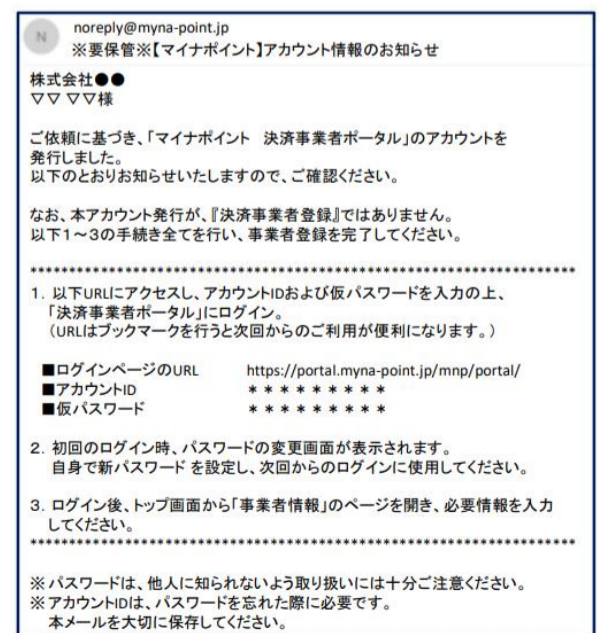 N
noreply@myna-point.jp
※要保管※【マイナポイント】アカウント情報のお知らせ
株式会社●●
▽▽ ▽▽様
ご依頼に基づき、「マイナポイント　決済事業者ポータル」のアカウントを
発行しました。
以下のとおりお知らせいたしますので、ご確認ください。
なお、本アカウント発行が、『決済事業者登録』ではありません。
以下１～３の手続き全てを行い、事業者登録を完了してください。
**********************************************************************
１．以下URLにアクセスし、アカウントIDおよび仮パスワードを入力の上、
「決済事業者ポータル」にログイン。
（URLはブックマークを行うと次回からのご利用が便利になります。）
■ログインページのURL　https://portal.myna-point.jp/mnp/portal/
■アカウントID　＊＊＊＊＊＊＊＊＊
■仮パスワード　＊＊＊＊＊＊＊＊＊
２．初回のログイン時、パスワードの変更画面が表示されます。
自身で新パスワード を設定し、次回からのログインに使用してください。
３．ログイン後、トップ画面から「事業者情報」のページを開き、必要情報を入力
してください。
**********************************************************************
※パスワードは、他人に知られないよう取り扱いには十分ご注意ください。
※アカウントIDは、パスワードを忘れた際に必要です。
本メールを大切に保存してください。